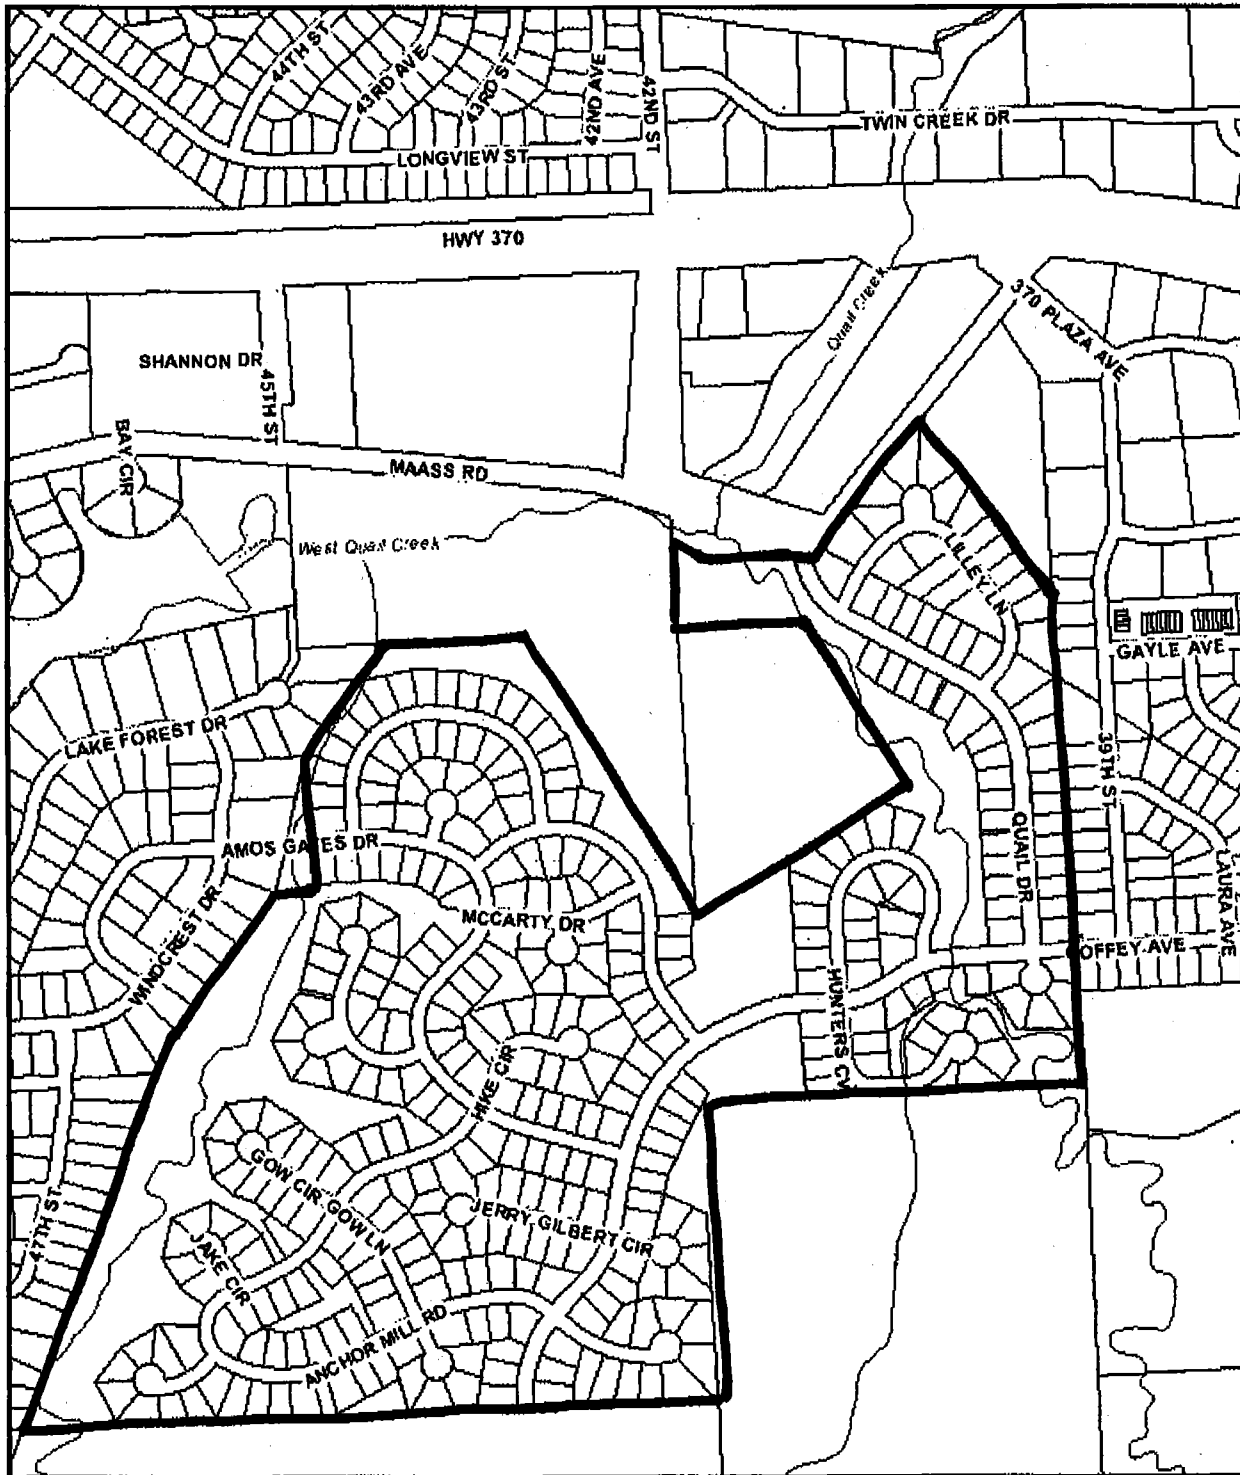 44TH ST
43RD AVE
43RD ST
42ND AVE
42ND ST
TWIN CREEK DR
LONGVIEW ST
HWY 370
Quail Creek
370 PLAZA AVE
SHANNON DR
45TH ST
BAY CIR
MAASS RD
West Quail Creek
LILLEY LN
GAYLE AVE
LAKE FOREST DR
39TH ST
AMOS GATES DR
QUAIL DR
LAURA AVE
WINDCREST DR
MCCARTY DR
OFFEY AVE
HUNTERS CV
HIKE CIR
GOW CIR
GOW LN
47TH ST
JERRY GILBERT CIR
JAKE CIR
ANCHOR MILL RD